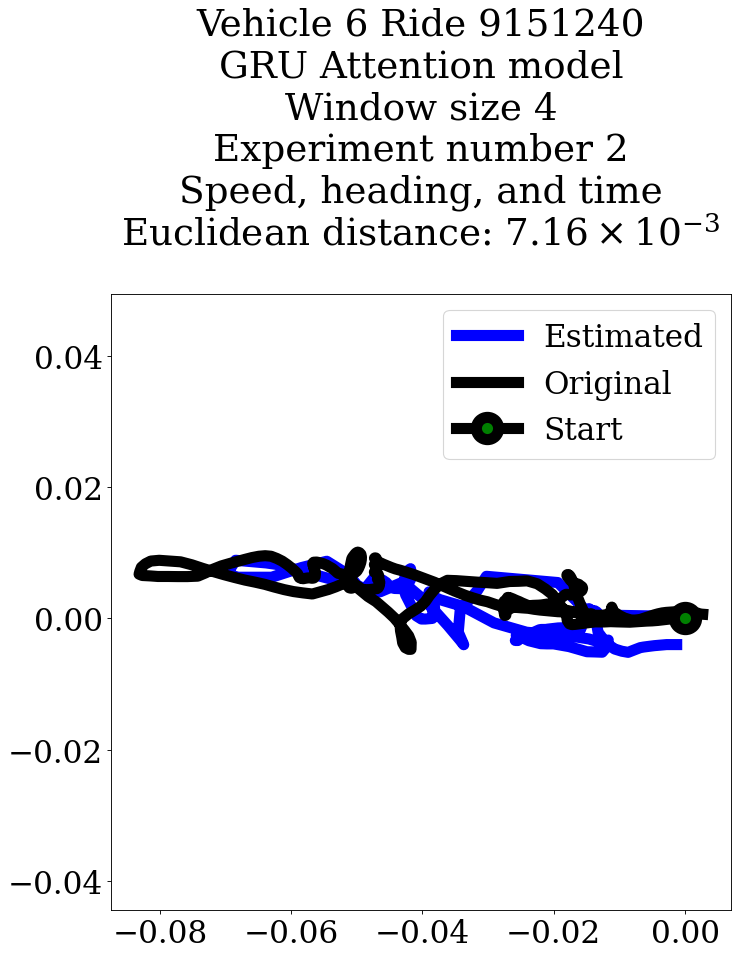 Vehicle 6 Ride 9151240
GRU Attention model
Window size 4
Experiment number 2
Speed, heading, and time
Euclidean distance: 7.16 × 10⁻³
Estimated
Original
Start
0.04
0.02
0.00
−0.02
−0.04
−0.08 −0.06 −0.04 −0.02 0.00